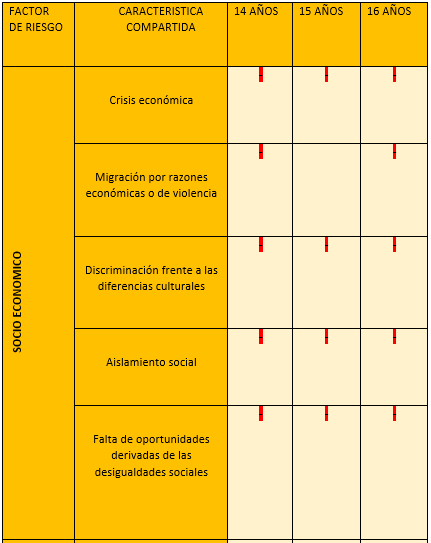 FACTOR
DE RIESGO
CARACTERISTICA
COMPARTIDA
14 AÑOS
15 AÑOS
16 AÑOS
SOCIO ECONOMICO
Crisis económica
Migración por razones
económicas o de violencia
Discriminación frente a las
diferencias culturales
Aislamiento social
Falta de oportunidades
derivadas de las
desigualdades sociales